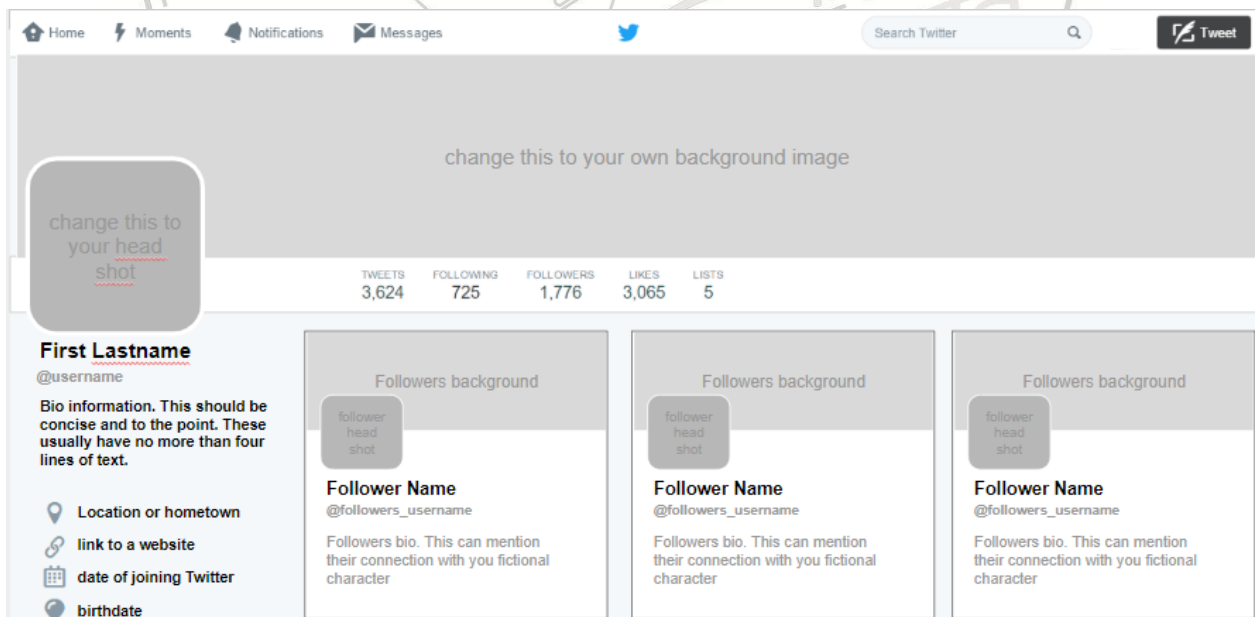 Home Moments Notifications Messages Search Twitter Tweet
change this to your own background image
change this to
your head
shot
TWEETS FOLLOWING FOLLOWERS LIKES LISTS
3,624 725 1,776 3,065 5
First Lastname
@username
Bio information. This should be
concise and to the point. These
usually have no more than four
lines of text.
Location or hometown
link to a website
date of joining Twitter
birthdate
Followers background
follower
head
shot
Follower Name
@followers_username
Followers bio. This can mention
their connection with you fictional
character
Followers background
follower
head
shot
Follower Name
@followers_username
Followers bio. This can mention
their connection with you fictional
character
Followers background
follower
head
shot
Follower Name
@followers_username
Followers bio. This can mention
their connection with you fictional
character